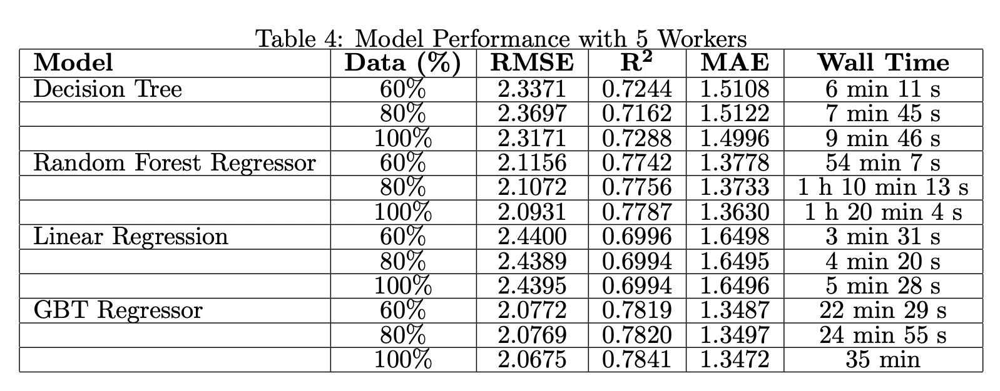 Table 4: Model Performance with 5 Workers
Model Data (%) RMSE R² MAE Wall Time
Decision Tree 60% 2.3371 0.7244 1.5108 6 min 11 s
80% 2.3697 0.7162 1.5122 7 min 45 s
100% 2.3171 0.7288 1.4996 9 min 46 s
Random Forest Regressor 60% 2.1156 0.7742 1.3778 54 min 7 s
80% 2.1072 0.7756 1.3733 1 h 10 min 13 s
100% 2.0931 0.7787 1.3630 1 h 20 min 4 s
Linear Regression 60% 2.4400 0.6996 1.6498 3 min 31 s
80% 2.4389 0.6994 1.6495 4 min 20 s
100% 2.4395 0.6994 1.6496 5 min 28 s
GBT Regressor 60% 2.0772 0.7819 1.3487 22 min 29 s
80% 2.0769 0.7820 1.3497 24 min 55 s
100% 2.0675 0.7841 1.3472 35 min